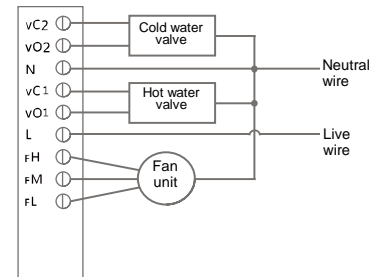 vC2
vO2
N
vC1
vO1
L
FH
FM
FL
Cold water
valve
Hot water
valve
Fan
unit
Neutral
wire
Live
wire